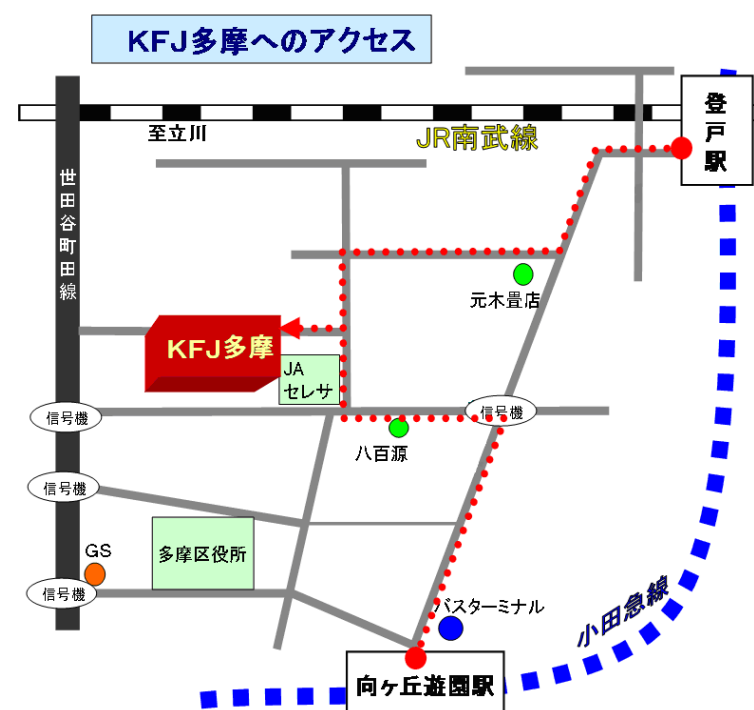 KFJ多摩へのアクセス
登戸駅
至立川
JR南武線
世田谷町田線
元木畳店
KFJ多摩
JA
セレサ
信号機
信号機
八百源
信号機
GS
多摩区役所
信号機
バスターミナル
小田急線
向ヶ丘遊園駅